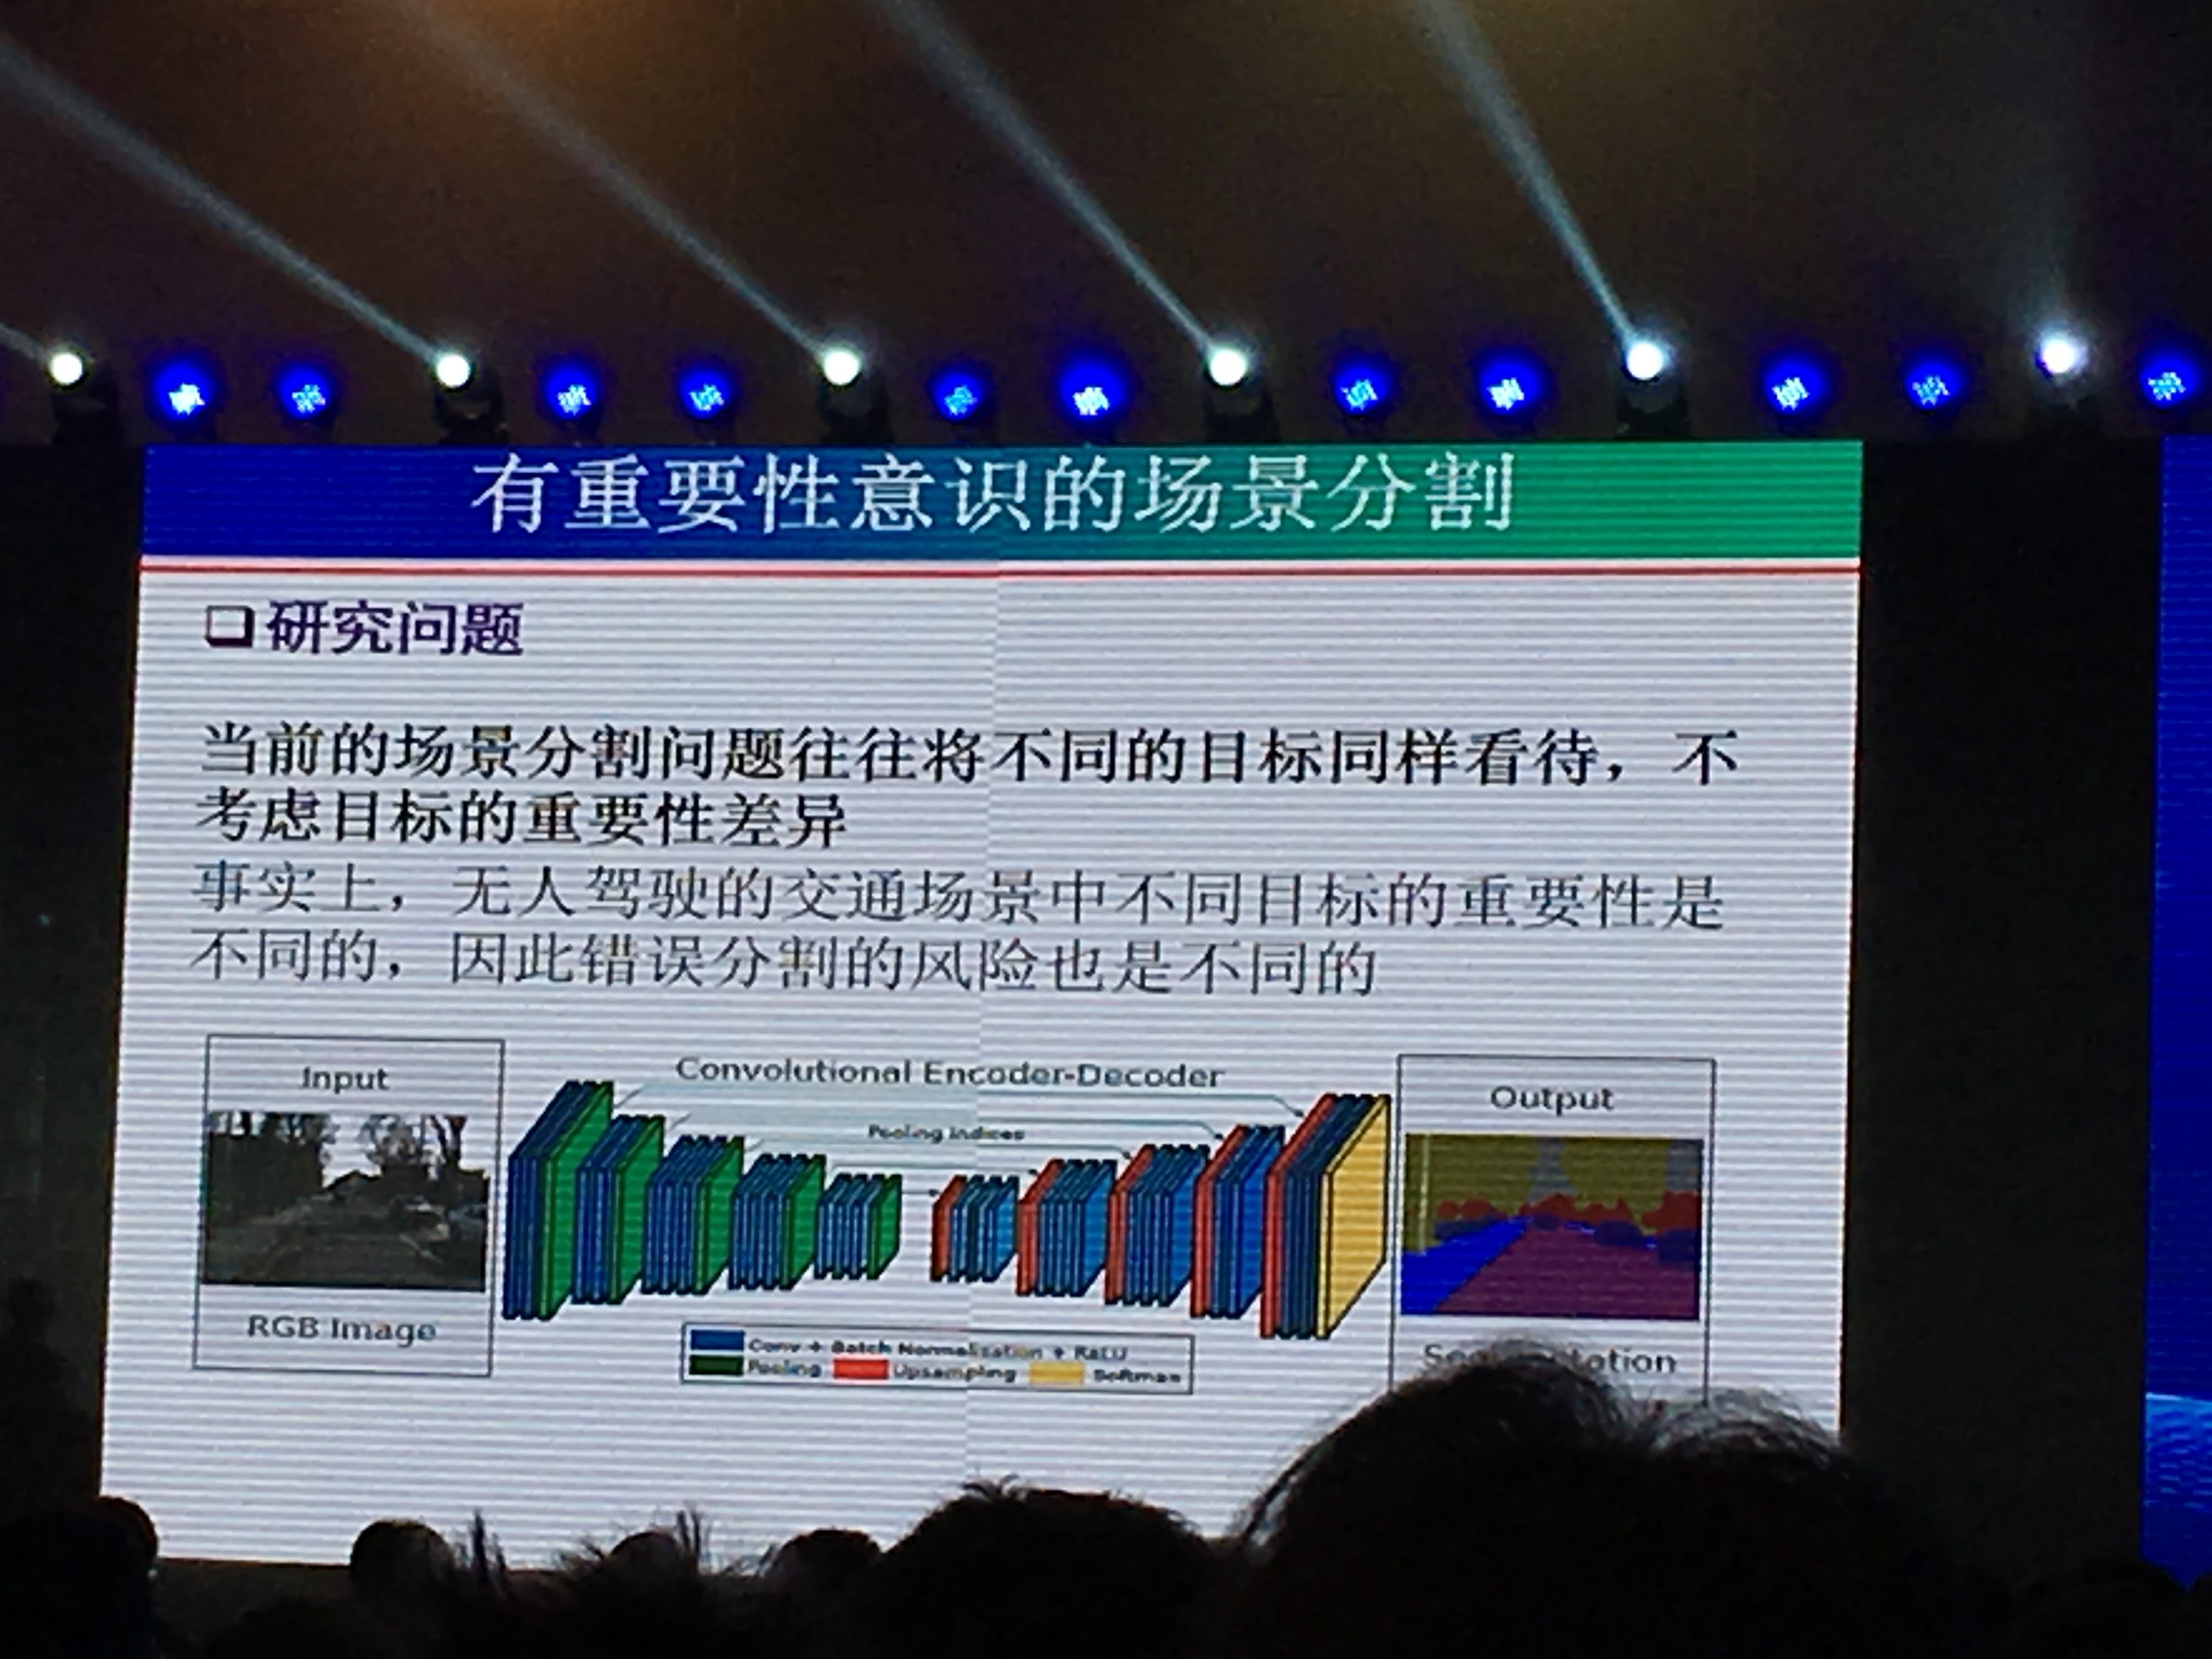 有重要性意识的场景分割
研究问题
当前的场景分割问题往往将不同的目标同样看待，不
考虑目标的重要性差异
事实上，无人驾驶的交通场景中不同目标的重要性是
不同的，因此错误分割的风险也是不同的
Input
Convolutional Encoder-Decoder
Output
Pooling Indices
RGB Image
Conv + Batch Normalisation + ReLU
Pooling Upsampling Softmax